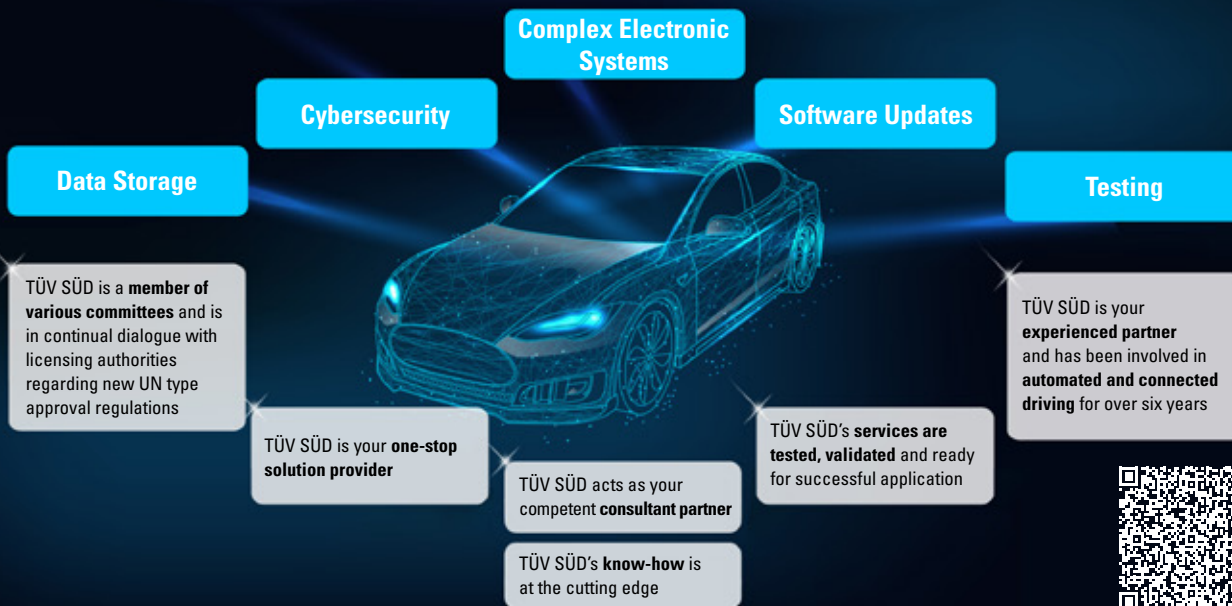 Complex Electronic
Systems
Cybersecurity
Software Updates
Data Storage
Testing
TÜV SÜD is a member of
various committees and is
in continual dialogue with
licensing authorities
regarding new UN type
approval regulations
TÜV SÜD is your
experienced partner
and has been involved in
automated and connected
driving for over six years
TÜV SÜD is your one-stop
solution provider
TÜV SÜD's services are
tested, validated and ready
for successful application
TÜV SÜD acts as your
competent consultant partner
TÜV SÜD's know-how is
at the cutting edge